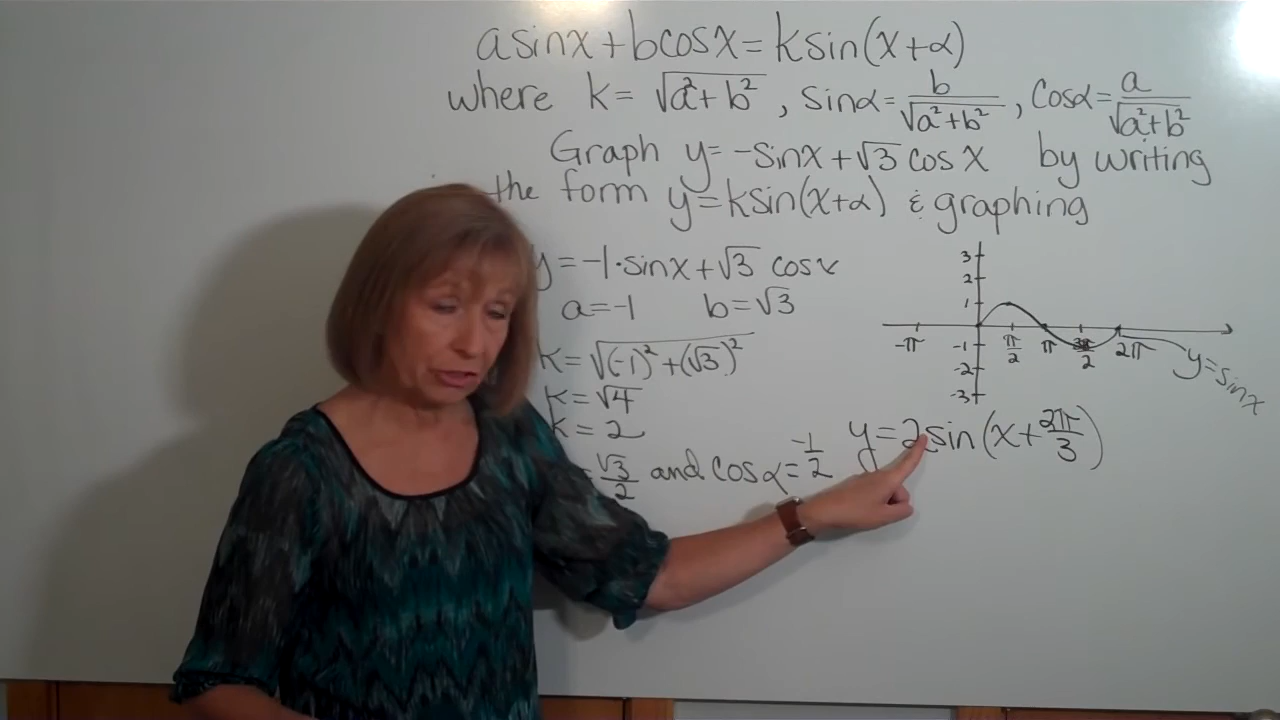 asinx+bcosx=ksin(x+α)
where k=√(a²+b²), sinα=b/√(a²+b²), cosα=a/√(a²+b²)
Graph y=-sinx+√3 cosx by writing
the form y=ksin(x+α) & graphing
y=-1·sinx+√3 cosx
a=-1 b=√3
k=√((-1)²+(√3)²)
k=√4
k=2
=√3/2 and cosα=-1/2
3
2
1
-π π/2 π 3π/2 2π
-1
-2
-3
y=sinx
y=2sin(x+2π/3)